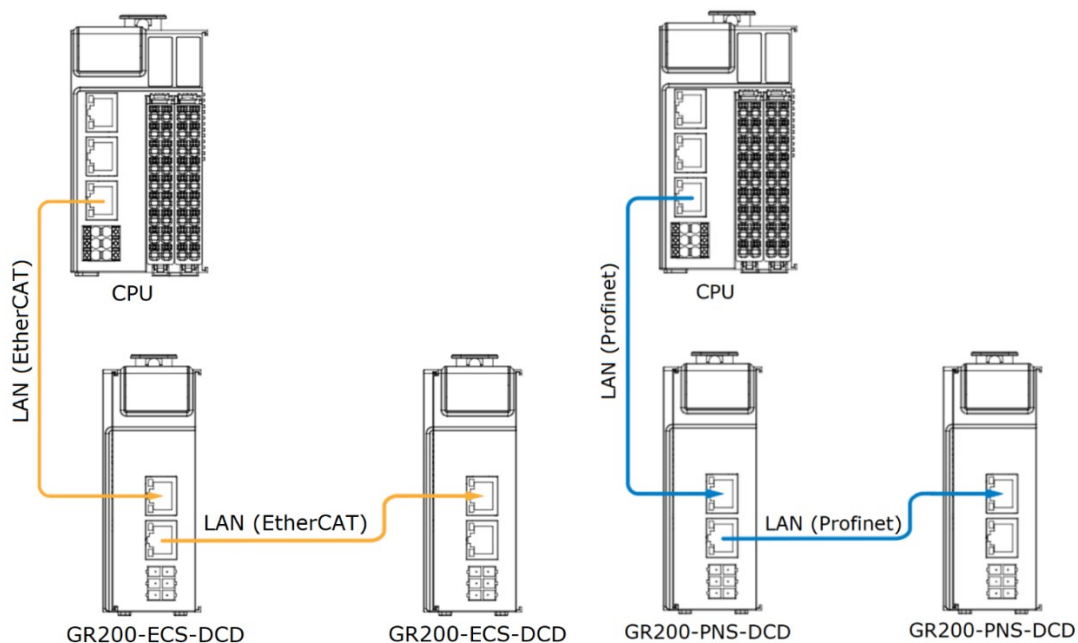 CPU
LAN (EtherCAT)
LAN (EtherCAT)
GR200-ECS-DCD
GR200-ECS-DCD
CPU
LAN (Profinet)
LAN (Profinet)
GR200-PNS-DCD
GR200-PNS-DCD